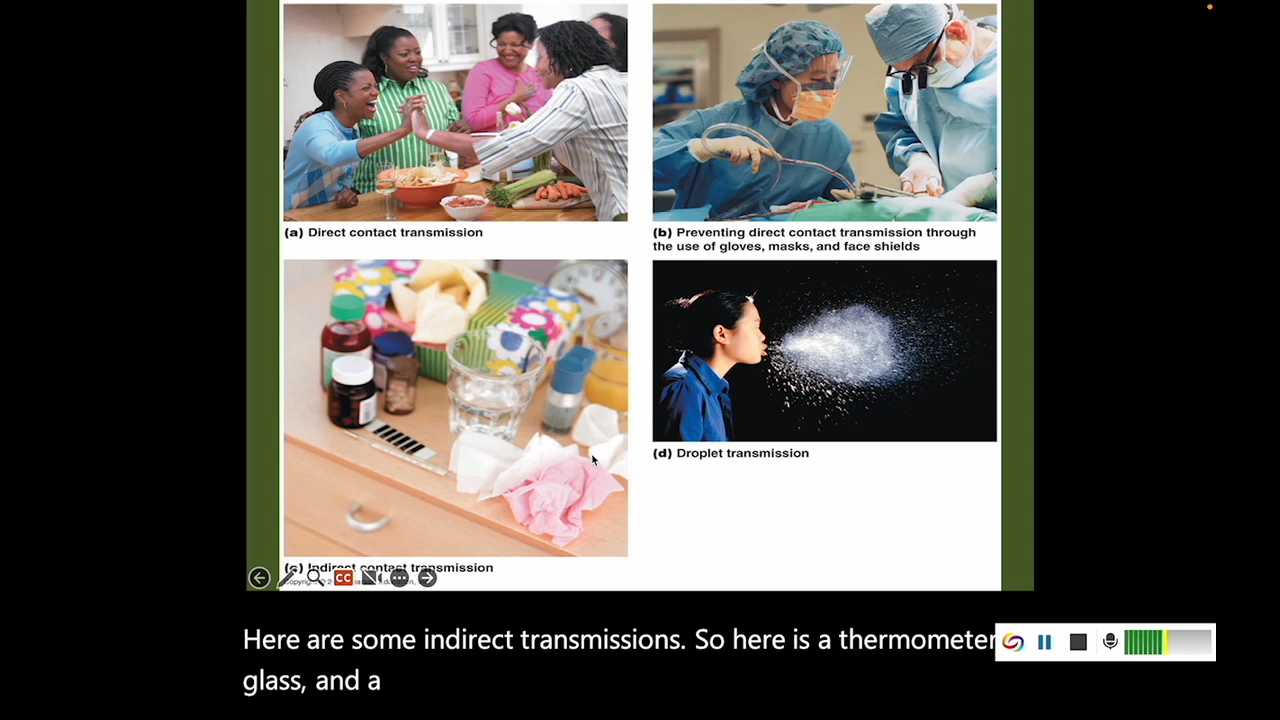 (a) Direct contact transmission
(b) Preventing direct contact transmission through
the use of gloves, masks, and face shields
(c) Indirect contact transmission
(d) Droplet transmission
CC
Here are some indirect transmissions. So here is a thermometer
glass, and a